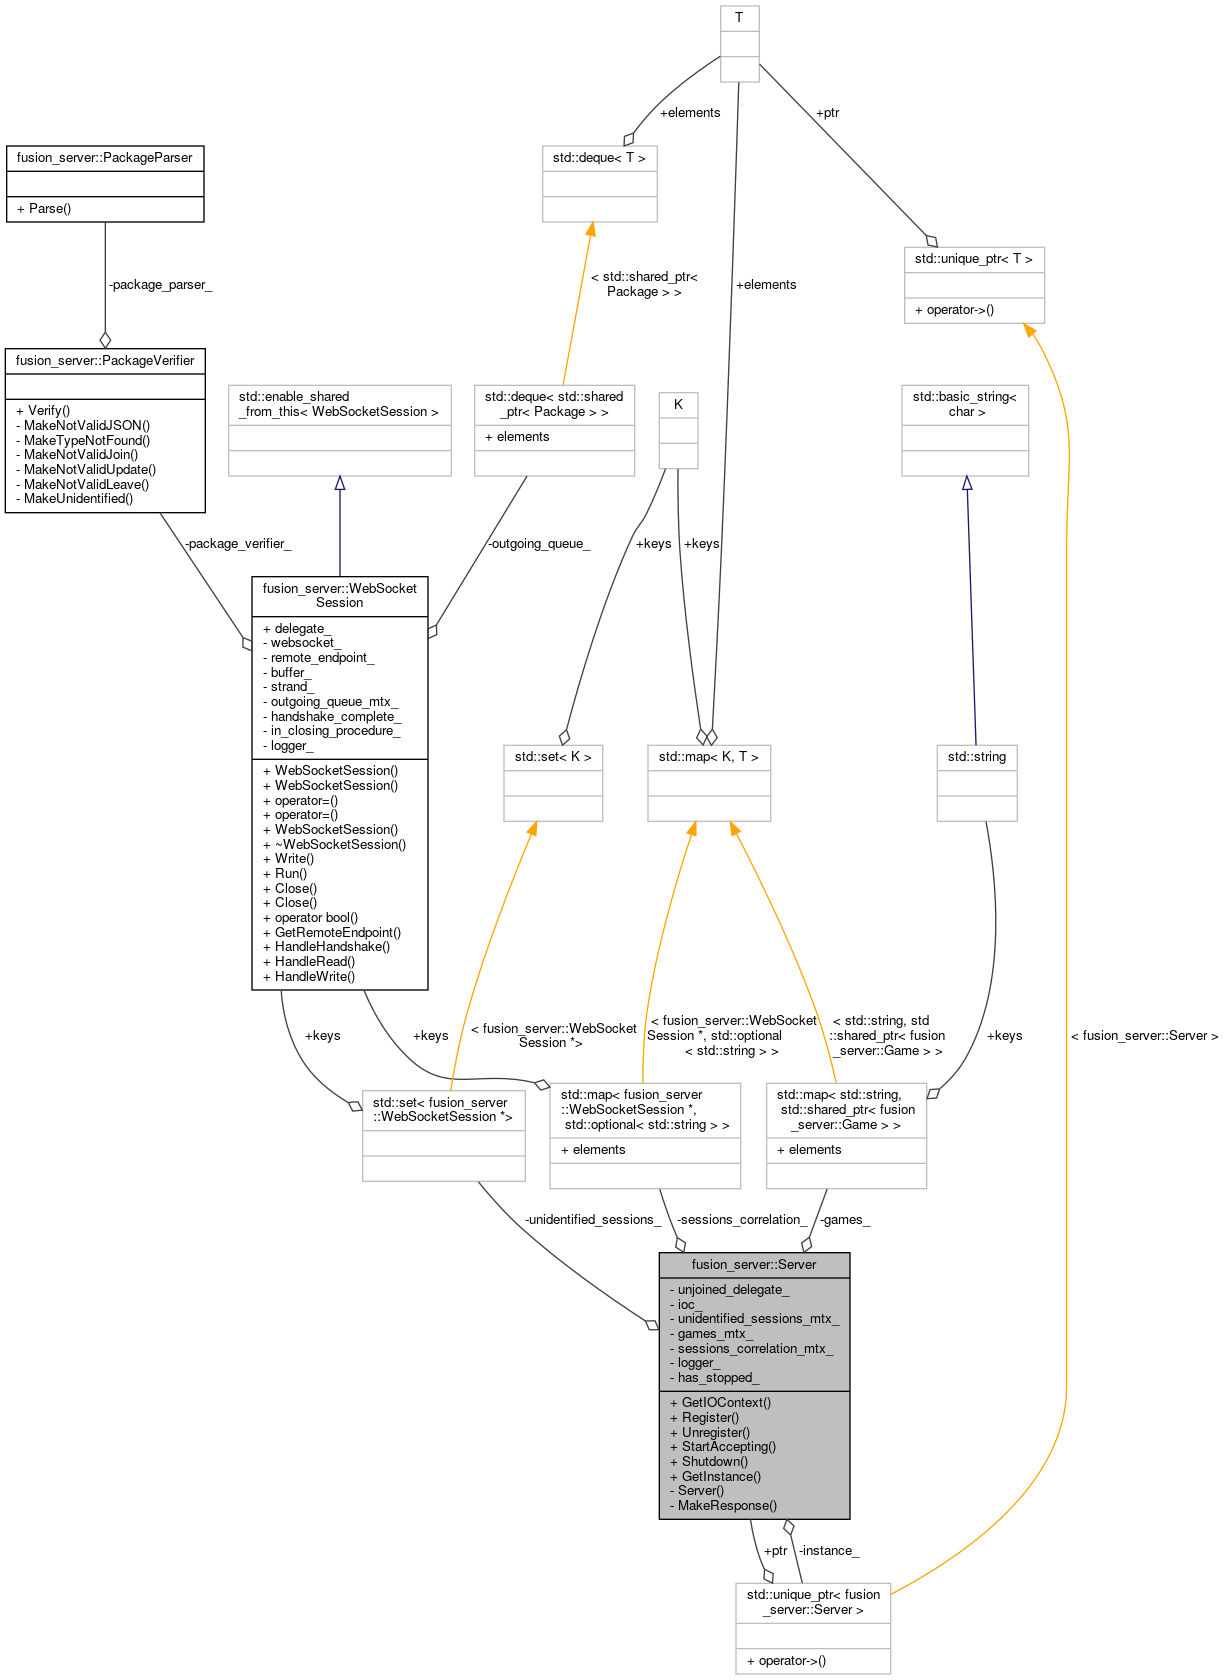 T
+elements
+ptr
fusion_server::PackageParser
+ Parse()
std::deque< T >
-package_parser_
< std::shared_ptr<
Package > >
+elements
std::unique_ptr< T >
+ operator->()
fusion_server::PackageVerifier
+ Verify()
- MakeNotValidJSON()
- MakeTypeNotFound()
- MakeNotValidJoin()
- MakeNotValidUpdate()
- MakeNotValidLeave()
- MakeUnidentified()
std::enable_shared
_from_this< WebSocketSession >
std::deque< std::shared
_ptr< Package > >
+ elements
K
std::basic_string<
char >
-package_verifier_
-outgoing_queue_
+keys
+keys
fusion_server::WebSocket
Session
+ delegate_
- websocket_
- remote_endpoint_
- buffer_
- strand_
- outgoing_queue_mtx_
- handshake_complete_
- in_closing_procedure_
- logger_
+ WebSocketSession()
+ WebSocketSession()
+ operator=()
+ operator=()
+ WebSocketSession()
+ ~WebSocketSession()
+ Write()
+ Run()
+ Close()
+ Close()
+ operator bool()
+ GetRemoteEndpoint()
+ HandleHandshake()
+ HandleRead()
+ HandleWrite()
std::set< K >
std::map< K, T >
std::string
+keys
+keys
< fusion_server::WebSocket
Session *>
< fusion_server::WebSocket
Session *, std::optional
< std::string > >
< std::string, std
::shared_ptr< fusion
_server::Game > >
+keys
< fusion_server::Server >
std::set< fusion_server
::WebSocketSession *>
std::map< fusion_server
::WebSocketSession *,
std::optional< std::string > >
+ elements
std::map< std::string,
std::shared_ptr< fusion
_server::Game > >
+ elements
-unidentified_sessions_
-sessions_correlation_
-games_
fusion_server::Server
- unjoined_delegate_
- ioc_
- unidentified_sessions_mtx_
- games_mtx_
- sessions_correlation_mtx_
- logger_
- has_stopped_
+ GetIOContext()
+ Register()
+ Unregister()
+ StartAccepting()
+ Shutdown()
+ GetInstance()
- Server()
- MakeResponse()
+ptr
-instance_
std::unique_ptr< fusion
_server::Server >
+ operator->()